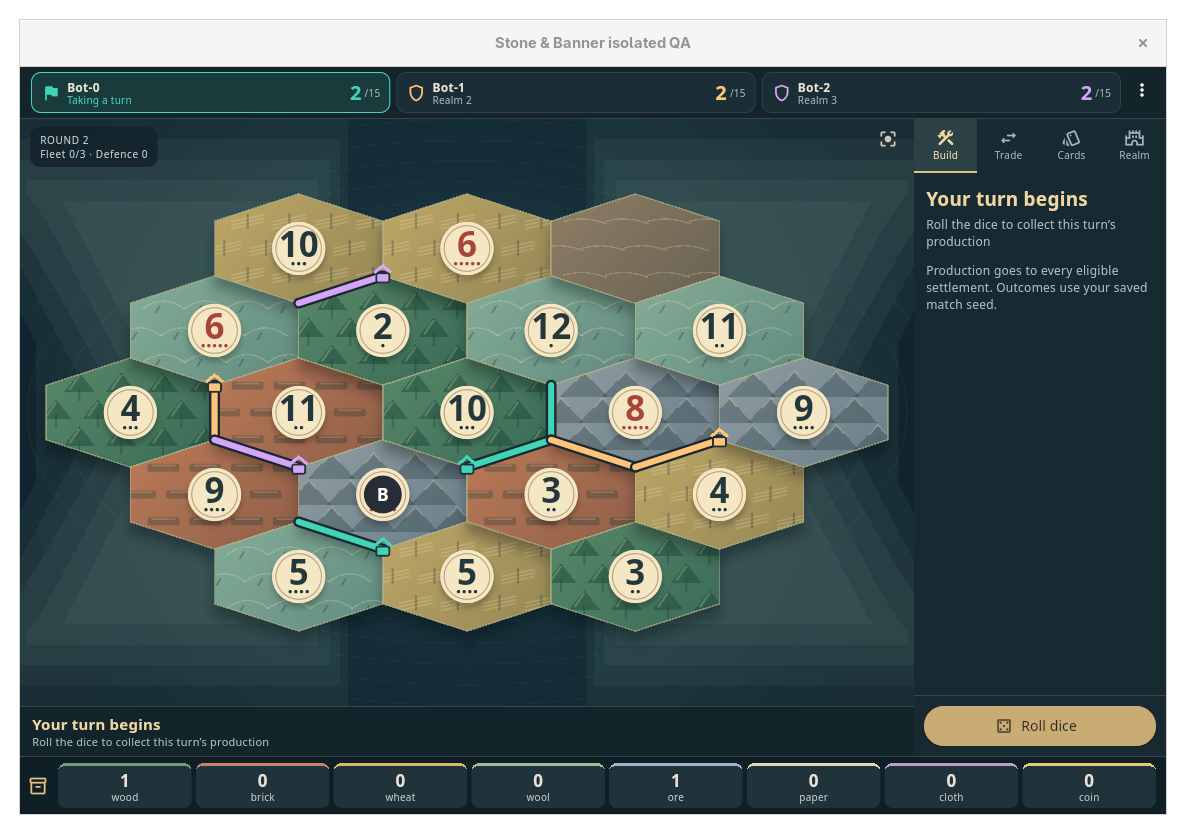 Stone & Banner isolated QA
×
Bot-0
Taking a turn
2 /15
Bot-1
Realm 2
2 /15
Bot-2
Realm 3
2 /15
ROUND 2
Fleet 0/3 · Defence 0
Build
Trade
Cards
Realm
Your turn begins
Roll the dice to collect this turn’s
production
Production goes to every eligible
settlement. Outcomes use your saved
match seed.
10
6
6
2
12
11
4
11
10
8
9
9
B
3
4
5
5
3
Your turn begins
Roll the dice to collect this turn’s production
Roll dice
1
wood
0
brick
0
wheat
0
wool
1
ore
0
paper
0
cloth
0
coin